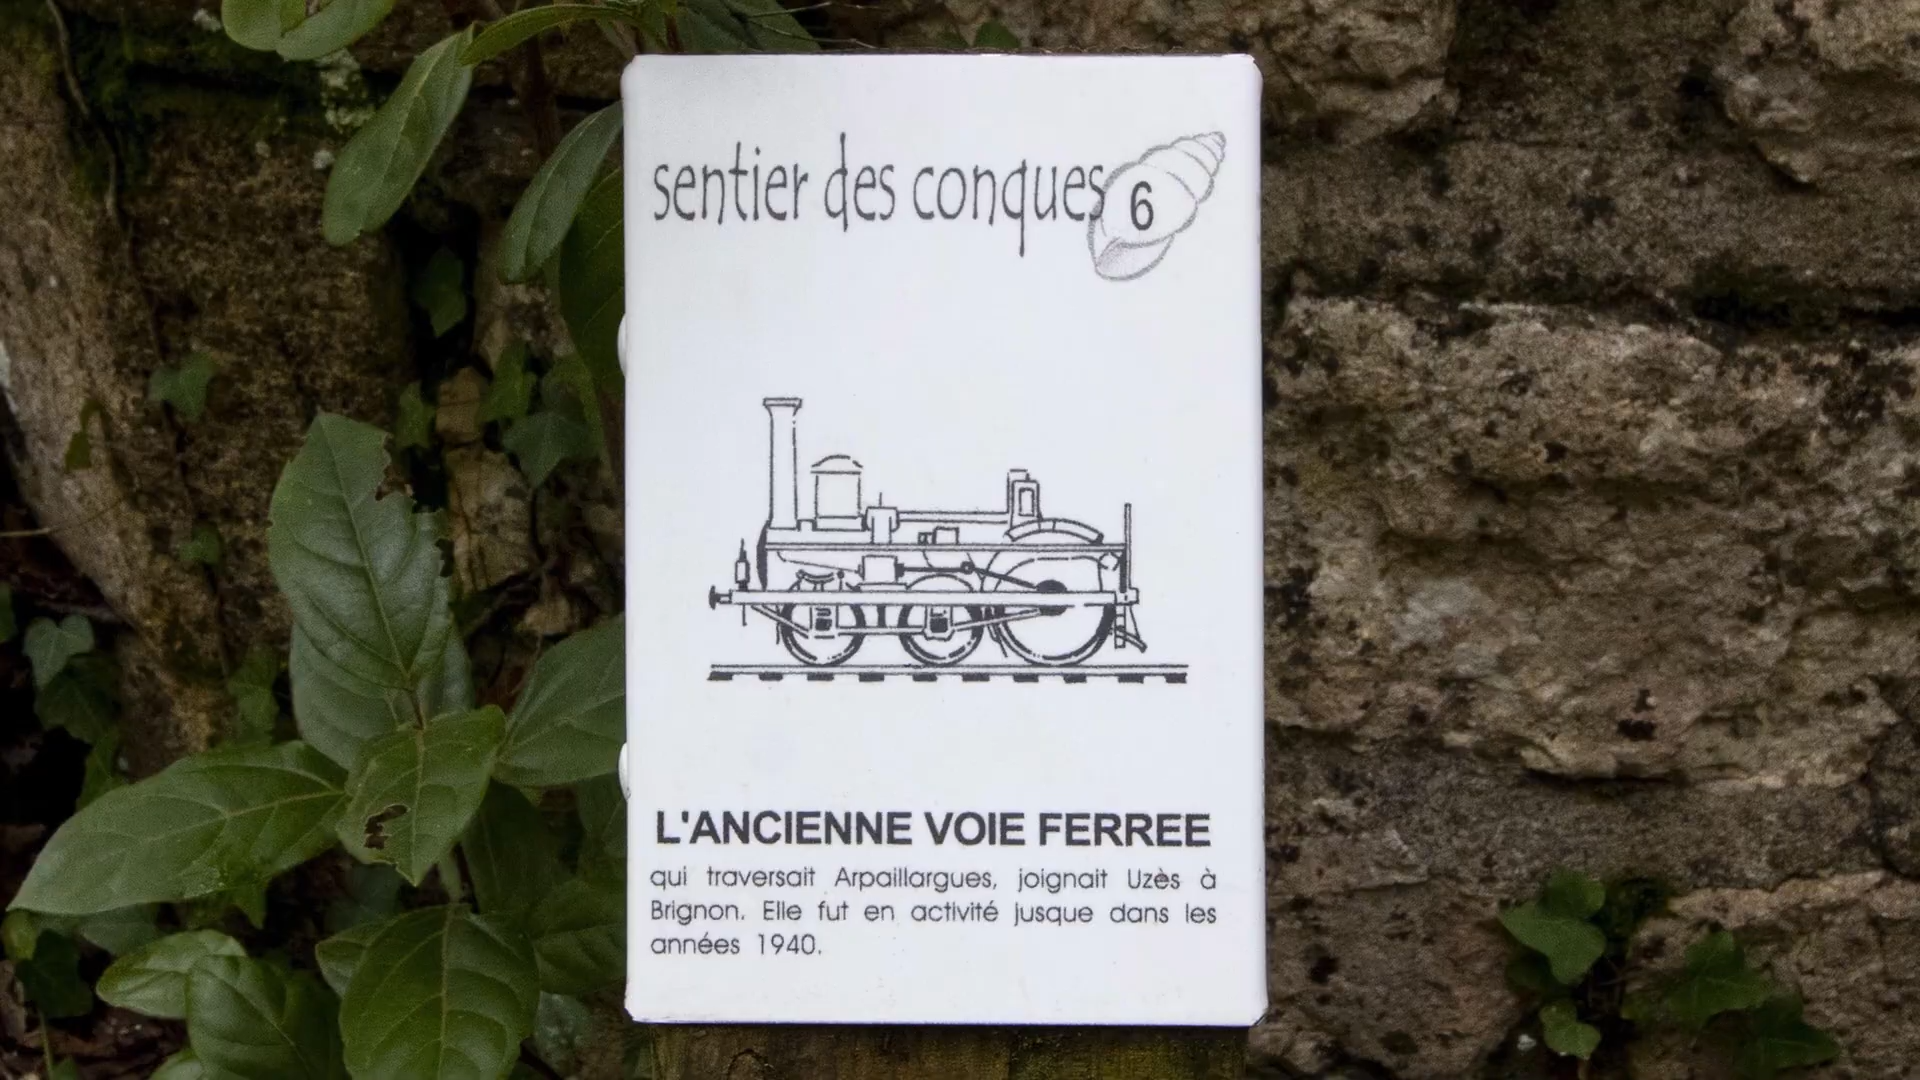 sentier des conques 6
L'ANCIENNE VOIE FERREE
qui traversait Arpaillargues, joignait Uzès à
Brignon. Elle fut en activité jusque dans les
années 1940.